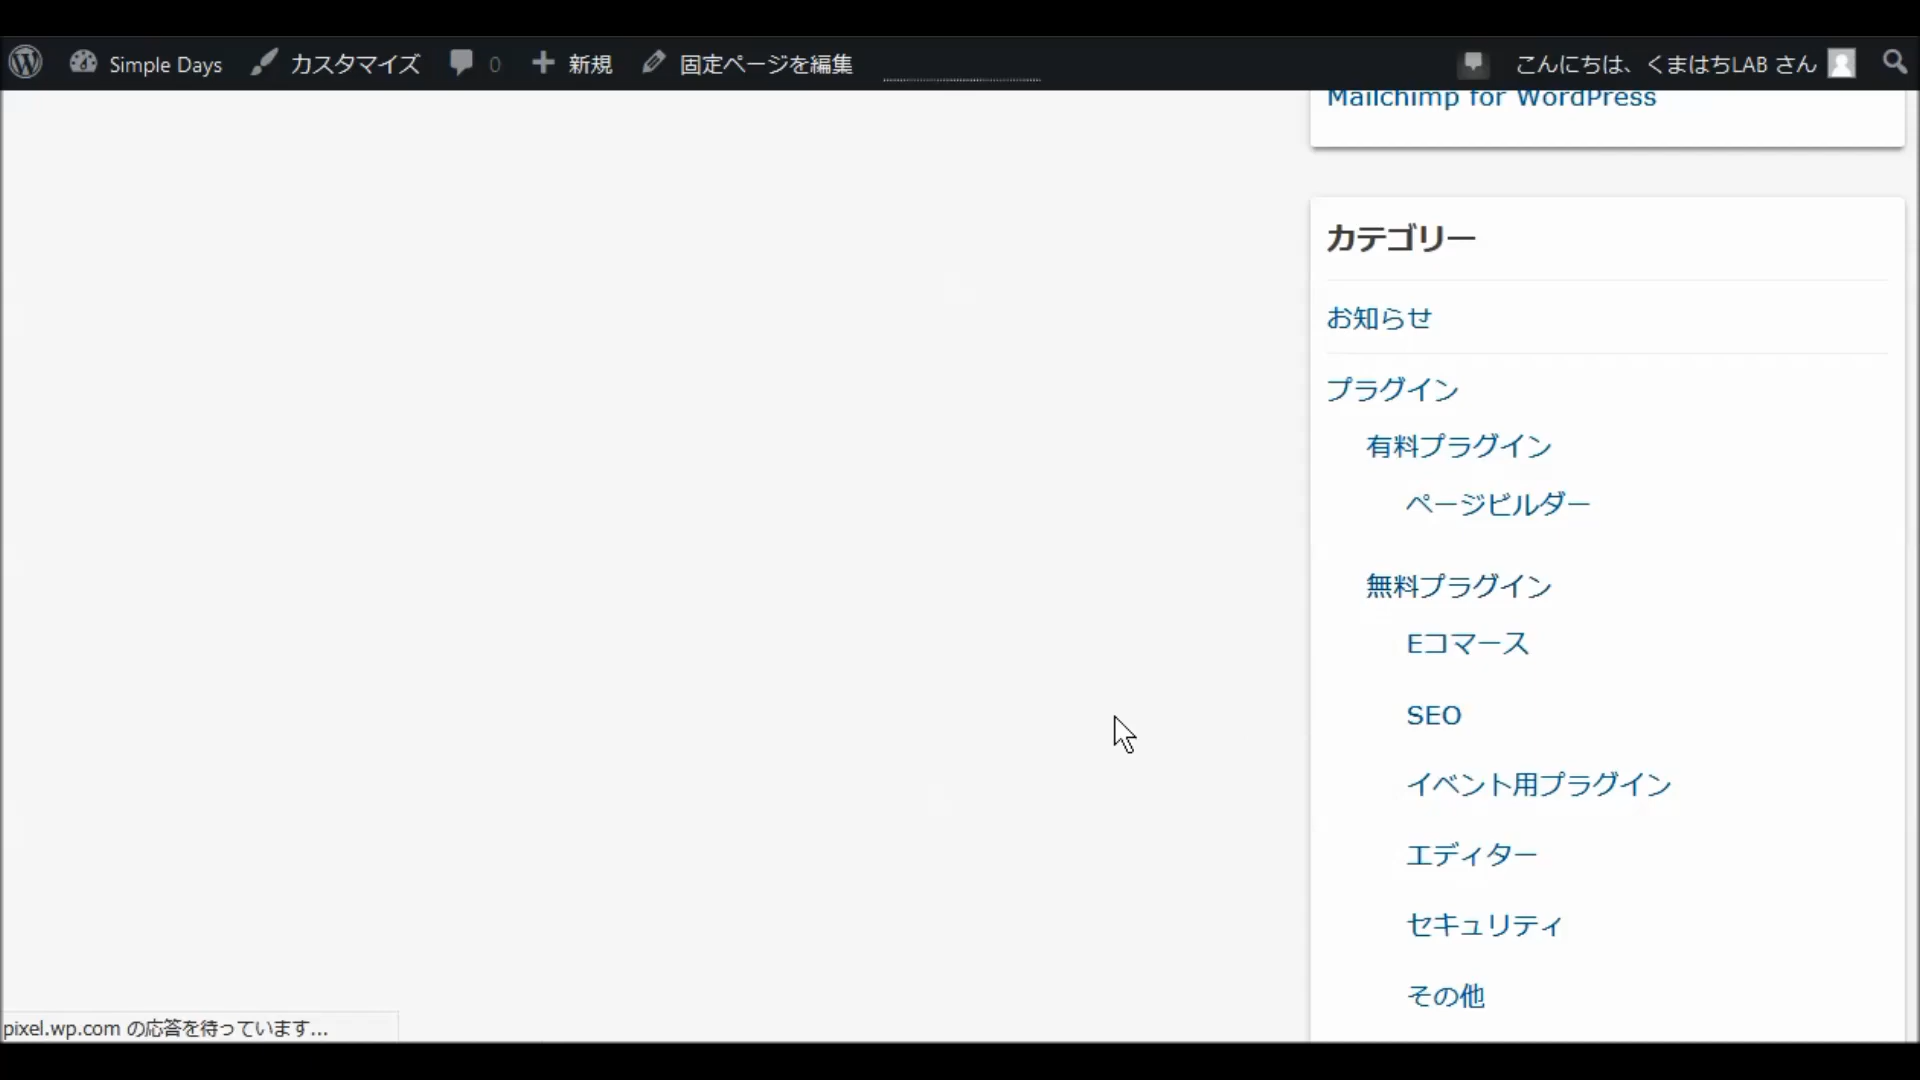 Simple Days カスタマイズ 0 新規 固定ページを編集 こんにちは、くまはちLAB さん
Mailchimp for WordPress
カテゴリー
お知らせ
プラグイン
有料プラグイン
ページビルダー
無料プラグイン
Eコマース
SEO
イベント用プラグイン
エディター
セキュリティ
その他
pixel.wp.com の応答を待っています...